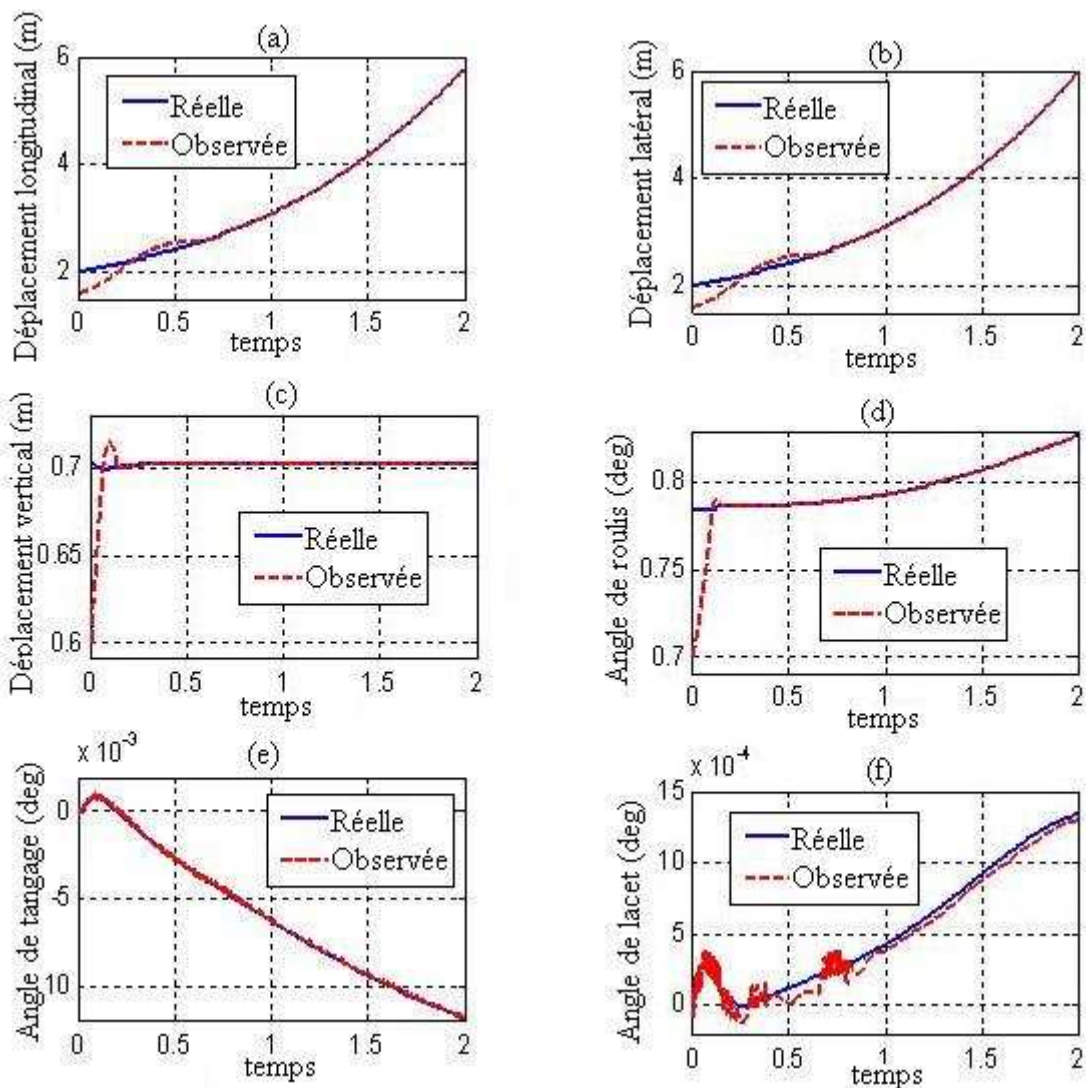 (a)
Déplacement longitudinal (m)
6
4
2
0
0.5
1
1.5
2
temps
Réelle
Observée
(b)
Déplacement latéral (m)
6
4
2
0
0.5
1
1.5
2
temps
Réelle
Observée
(c)
Déplacement vertical (m)
0.7
0.65
0.6
0
0.5
1
1.5
2
temps
Réelle
Observée
(d)
Angle de roulis (deg)
0.8
0.75
0.7
0
0.5
1
1.5
2
temps
Réelle
Observée
x 10-3
(e)
Angle de tangage (deg)
0
-5
10
0
0.5
1
1.5
2
temps
Réelle
Observée
x 10-4
(f)
Angle de lacet (deg)
15
10
5
0
0
0.5
1
1.5
2
temps
Réelle
Observée